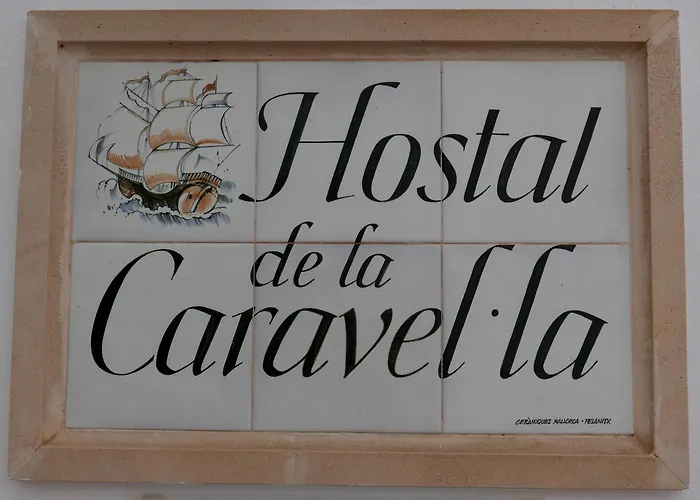 Hostal
de la
Caravel·la
CERÀMIQUES MALLORCA · FELANITX